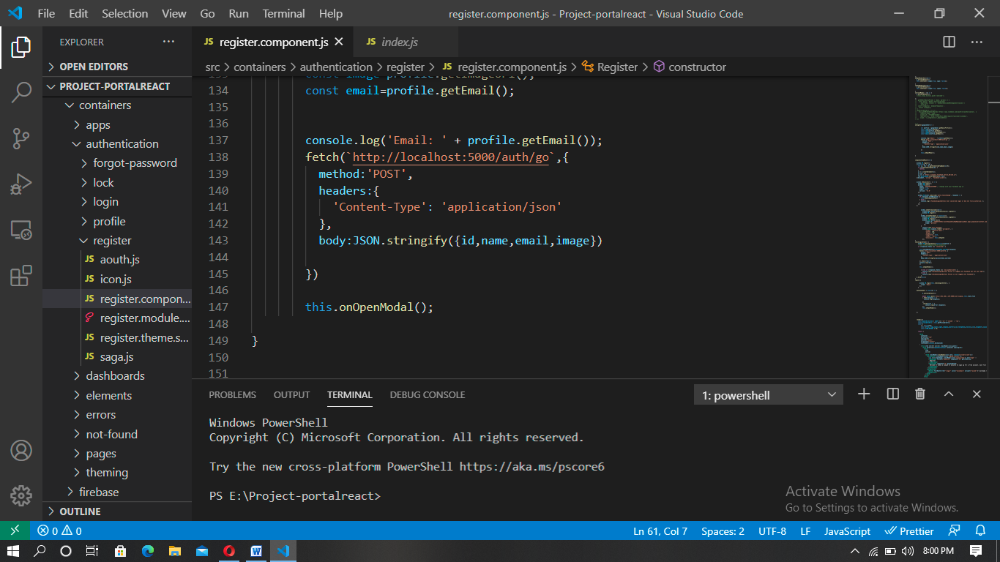 File Edit Selection View Go Run Terminal Help
register.component.js - Project-portalreact - Visual Studio Code
EXPLORER
OPEN EDITORS
PROJECT-PORTALREACT
containers
apps
authentication
forgot-password
lock
login
profile
register
JS aouth.js
JS icon.js
JS register.compon...
register.module....
JS register.theme.s...
JS saga.js
dashboards
elements
errors
not-found
pages
theming
firebase
OUTLINE
JS register.component.js
JS index.js
src > containers > authentication > register > JS register.component.js > Register > constructor
134 const email=profile.getEmail();
135
136
137 console.log('Email: ' + profile.getEmail());
138 fetch(`http://localhost:5000/auth/go`,{
139 method:'POST',
140 headers:{
141 'Content-Type': 'application/json'
142 },
143 body:JSON.stringify({id,name,email,image})
144
145 })
146
147 this.onOpenModal();
148
149 }
150
151
PROBLEMS OUTPUT TERMINAL DEBUG CONSOLE
1: powershell
Windows PowerShell
Copyright (C) Microsoft Corporation. All rights reserved.
Try the new cross-platform PowerShell https://aka.ms/pscore6
PS E:\Project-portalreact>
Activate Windows
Go to Settings to activate Windows.
0 0
Ln 61, Col 7 Spaces: 2 UTF-8 LF JavaScript Prettier
8:00 PM